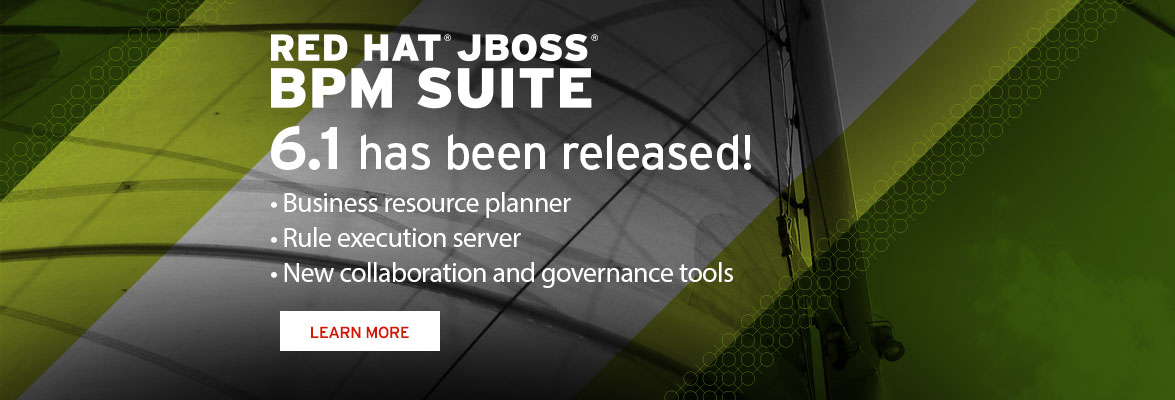 RED HAT® JBOSS®
BPM SUITE
6.1 has been released!
• Business resource planner
• Rule execution server
• New collaboration and governance tools
LEARN MORE